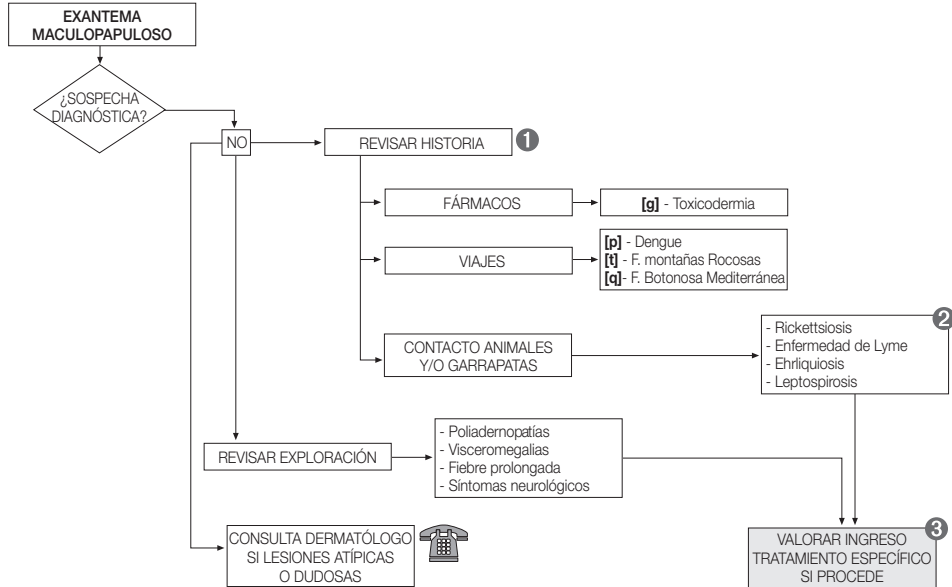 EXANTEMA
MACULOPAPULOSO
¿SOSPECHA
DIAGNÓSTICA?
NO
REVISAR HISTORIA
1
FÁRMACOS
[g] - Toxicodermia
VIAJES
[p] - Dengue
[t] - F. montañas Rocosas
[q]- F. Botonosa Mediterránea
CONTACTO ANIMALES
Y/O GARRAPATAS
2
- Rickettsiosis
- Enfermedad de Lyme
- Ehrliquiosis
- Leptospirosis
REVISAR EXPLORACIÓN
- Poliadernopatías
- Visceromegalias
- Fiebre prolongada
- Síntomas neurológicos
CONSULTA DERMATÓLOGO
SI LESIONES ATÍPICAS
O DUDOSAS
3
VALORAR INGRESO
TRATAMIENTO ESPECÍFICO
SI PROCEDE